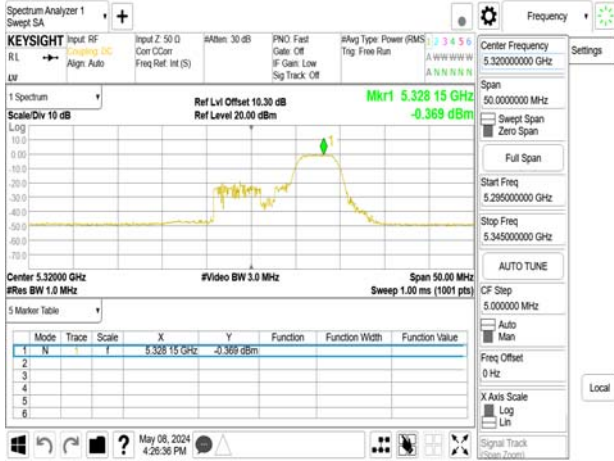 Spectrum Analyzer 1
Swept SA
Frequency
KEYSIGHT
RL
Input: RF
Coupling: DC
Align: Auto
Input Z: 50 Ω
Corr CCorr
Freq Ref: Int (S)
#Atten: 30 dB
PNO: Fast
Gate: Off
IF Gain: Low
Sig Track: Off
#Avg Type: Power (RMS
Trig: Free Run
1 2 3 4 5 6
A W W W W W
A N N N N N
1 Spectrum
Scale/Div 10 dB
Ref Lvl Offset 10.30 dB
Ref Level 20.00 dBm
Mkr1 5.328 15 GHz
-0.369 dBm
Log
10.0
0.00
-10.0
-20.0
-30.0
-40.0
-50.0
-60.0
-70.0
1
Center 5.32000 GHz
#Res BW 1.0 MHz
#Video BW 3.0 MHz
Span 50.00 MHz
Sweep 1.00 ms (1001 pts)
5 Marker Table
Mode Trace Scale X Y Function Function Width Function Value
1 N 1 f 5.328 15 GHz -0.369 dBm
2
3
4
5
6
May 08, 2024
4:26:36 PM
Center Frequency
5.320000000 GHz
Settings
Span
50.0000000 MHz
Swept Span
Zero Span
Full Span
Start Freq
5.295000000 GHz
Stop Freq
5.345000000 GHz
AUTO TUNE
CF Step
5.000000 MHz
Auto
Man
Freq Offset
0 Hz
Local
X Axis Scale
Log
Lin
Signal Track
(Span Zoom)